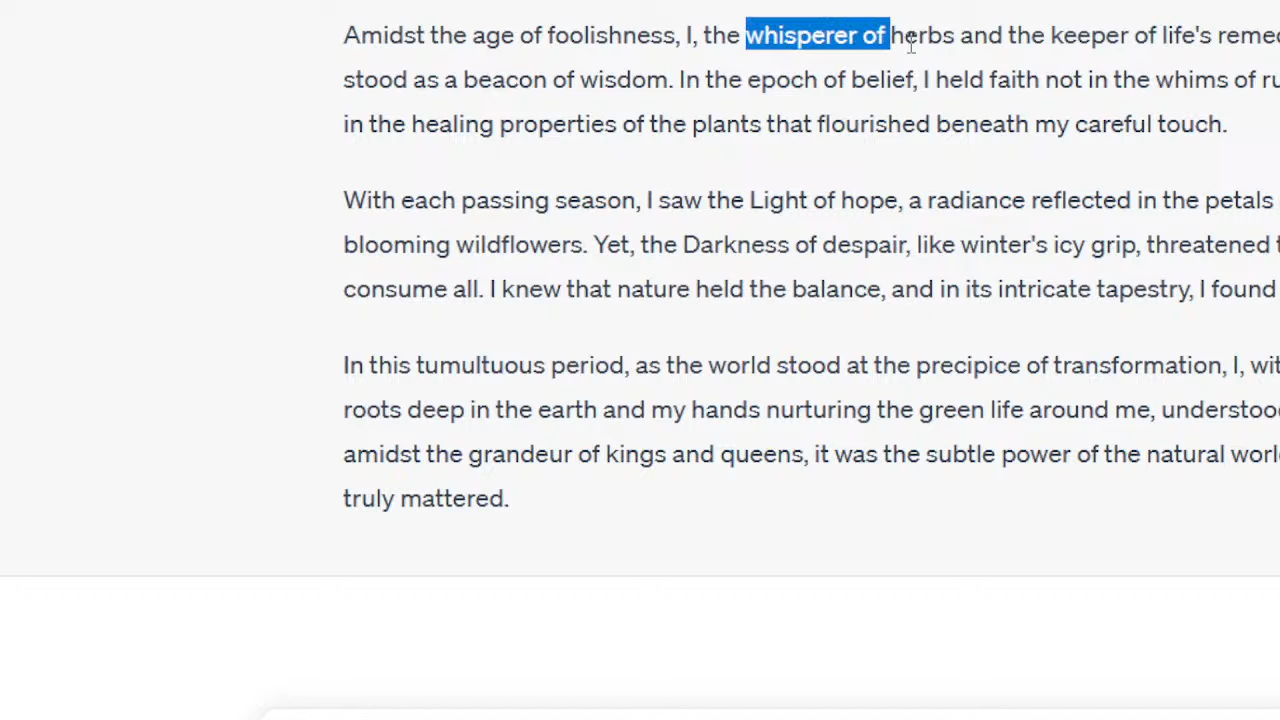 Amidst the age of foolishness, I, the whisperer of herbs and the keeper of life's
stood as a beacon of wisdom. In the epoch of belief, I held faith not in the whims of
in the healing properties of the plants that flourished beneath my careful touch.
With each passing season, I saw the Light of hope, a radiance reflected in the petals
blooming wildflowers. Yet, the Darkness of despair, like winter's icy grip, threatened
consume all. I knew that nature held the balance, and in its intricate tapestry, I found
In this tumultuous period, as the world stood at the precipice of transformation, I,
roots deep in the earth and my hands nurturing the green life around me,
amidst the grandeur of kings and queens, it was the subtle power of the natural
truly mattered.